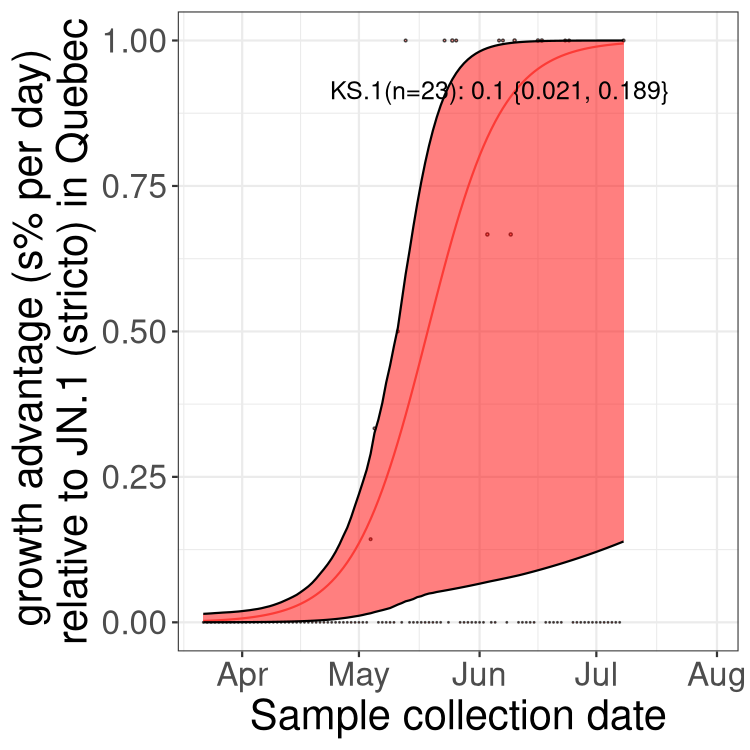 growth advantage (s% per day)
relative to JN.1 (stricto) in Quebec
1.00
0.75
0.50
0.25
0.00
KS.1(n=23): 0.1 {0.021, 0.189}
Apr May Jun Jul Aug
Sample collection date